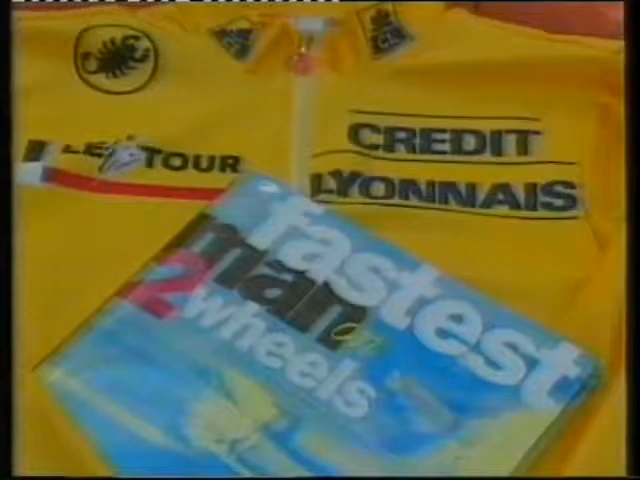 LE TOUR
CREDIT
LYONNAIS
fastest
man on
2 wheels